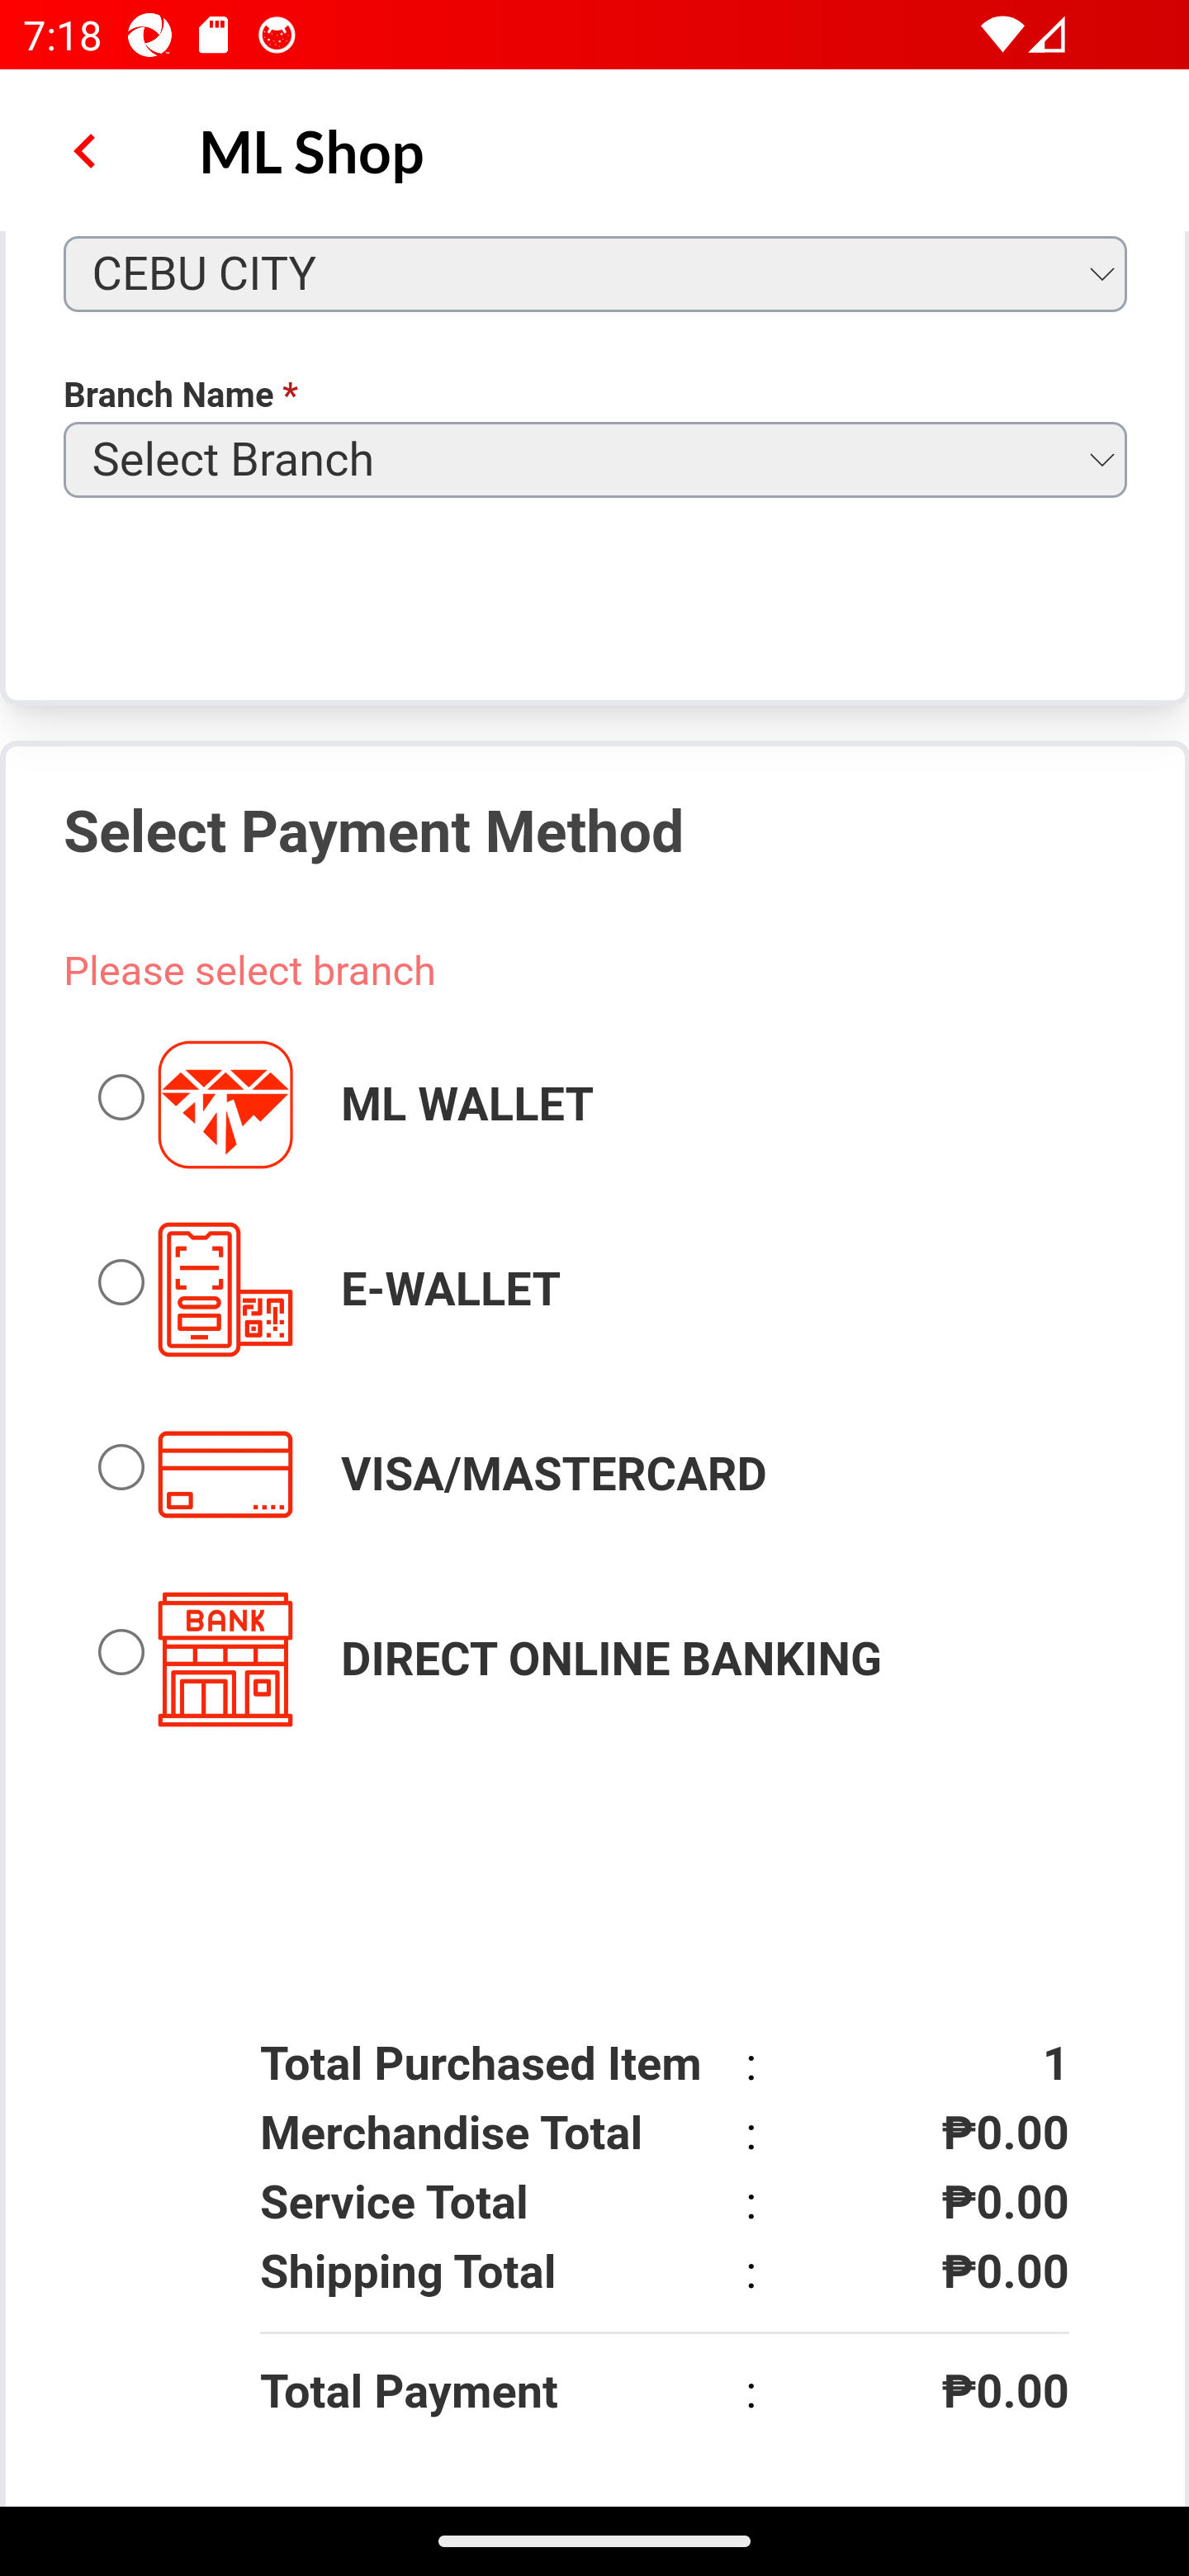 7:18
ML Shop
CEBU CITY
Branch Name *
Select Branch
Select Payment Method
Please select branch
ML WALLET
E-WALLET
VISA/MASTERCARD
BANK
DIRECT ONLINE BANKING
Total Purchased Item : 1
Merchandise Total : ₱0.00
Service Total : ₱0.00
Shipping Total : ₱0.00
Total Payment : ₱0.00